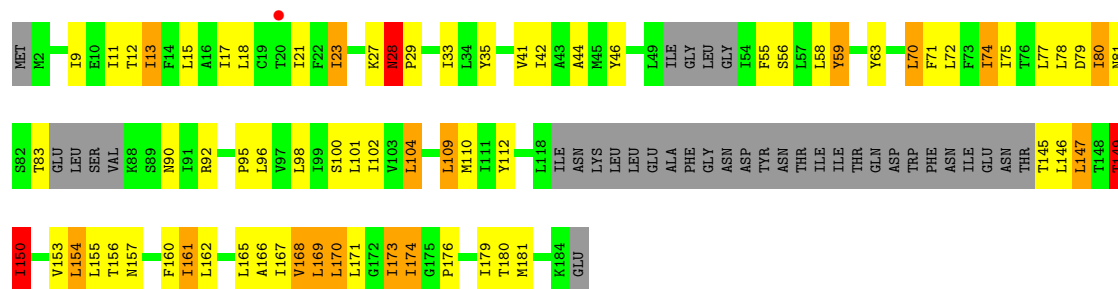 MET M2 I9 E10 I11 T12 I13 F14 L15 A16 I17 L18 C19 T20 I21 F22 I23 K27 N28 P29 I33 L34 Y35 V41 I42 A43 A44 M45 Y46 L49 ILE GLY LEU GLY I54 F55 S56 L57 L58 Y59 Y63 L70 F71 L72 F73 I74 I75 T76 L77 L78 D79 I80 N81
S82 T83 GLU LEU SER VAL K88 S89 N90 I91 R92 P95 L96 V97 L98 I99 S100 L101 I102 V103 L104 L109 M110 I111 Y112 L118 ILE ASN LYS LEU LEU GLU ALA PHE GLY ASN ASP TYR ASN THR ILE ILE THR GLN ASP TRP PHE ASN ILE GLU ASN THR T145 L146 L147 T148 T149
I150 V153 L154 L155 T156 N157 F160 I161 L162 L165 A166 I167 V168 L169 L170 L171 G172 I173 I174 G175 P176 I179 T180 M181 K184 GLU